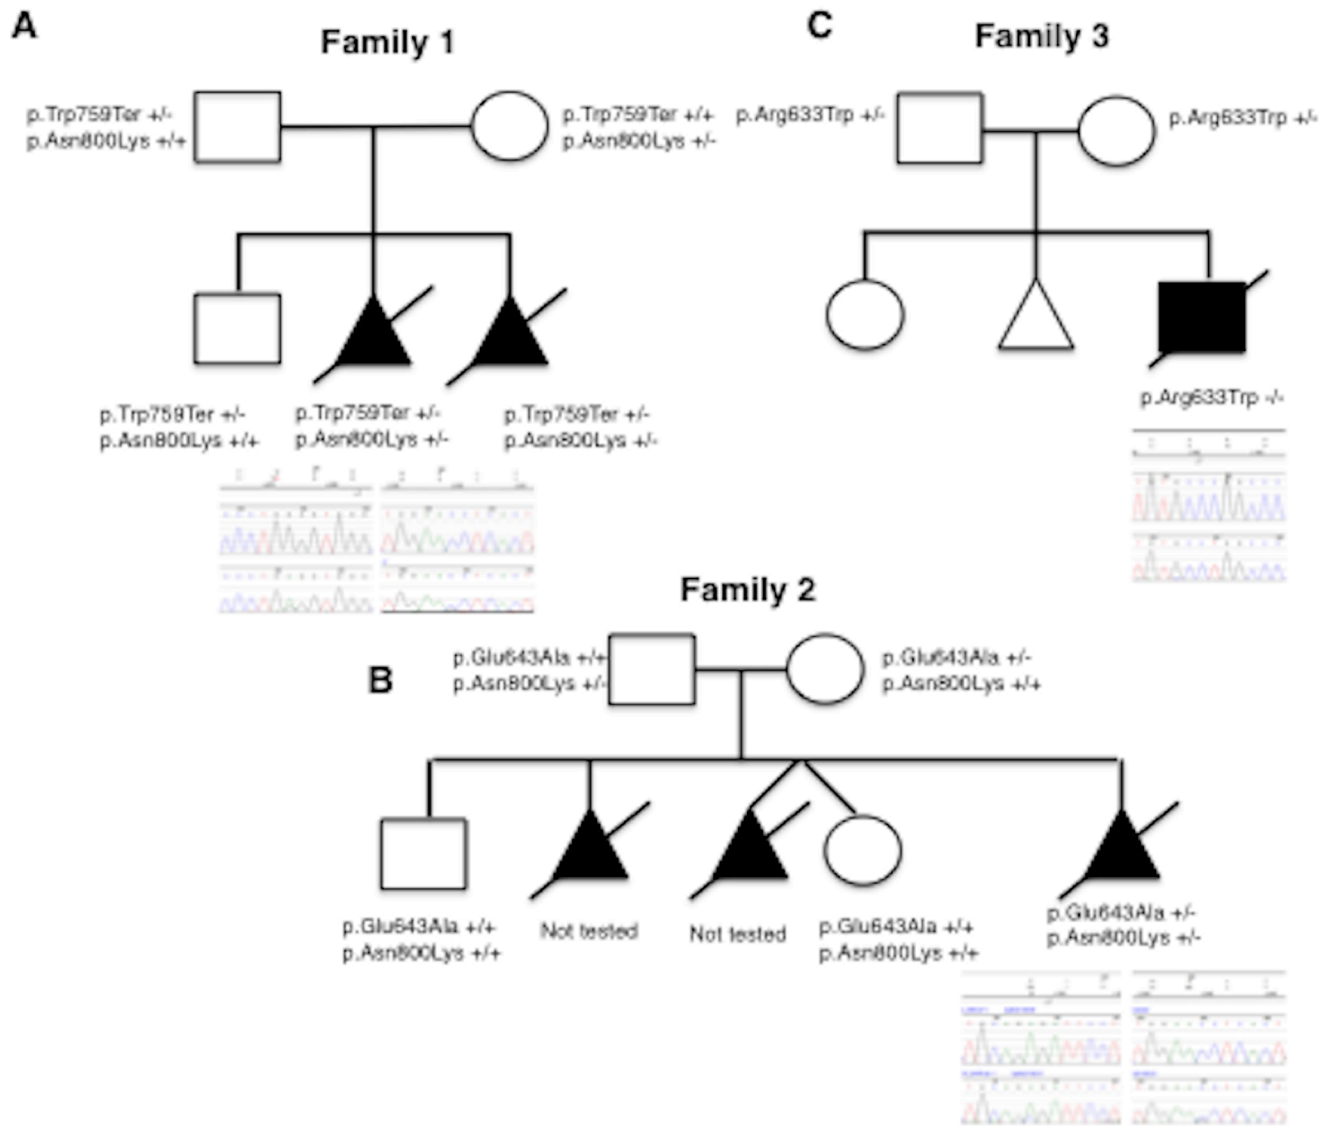 A
Family 1
p.Trp759Ter +/-
p.Asn800Lys +/+
p.Trp759Ter +/+
p.Asn800Lys +/-
p.Trp759Ter +/-
p.Asn800Lys +/+
p.Trp759Ter +/-
p.Asn800Lys +/-
p.Trp759Ter +/-
p.Asn800Lys +/-
C
Family 3
p.Arg633Trp +/-
p.Arg633Trp +/-
p.Arg633Trp -/-
Family 2
B
p.Glu643Ala +/+
p.Asn800Lys +/-
p.Glu643Ala +/-
p.Asn800Lys +/+
p.Glu643Ala +/+
p.Asn800Lys +/+
Not tested
Not tested
p.Glu643Ala +/+
p.Asn800Lys +/+
p.Glu643Ala +/-
p.Asn800Lys +/-